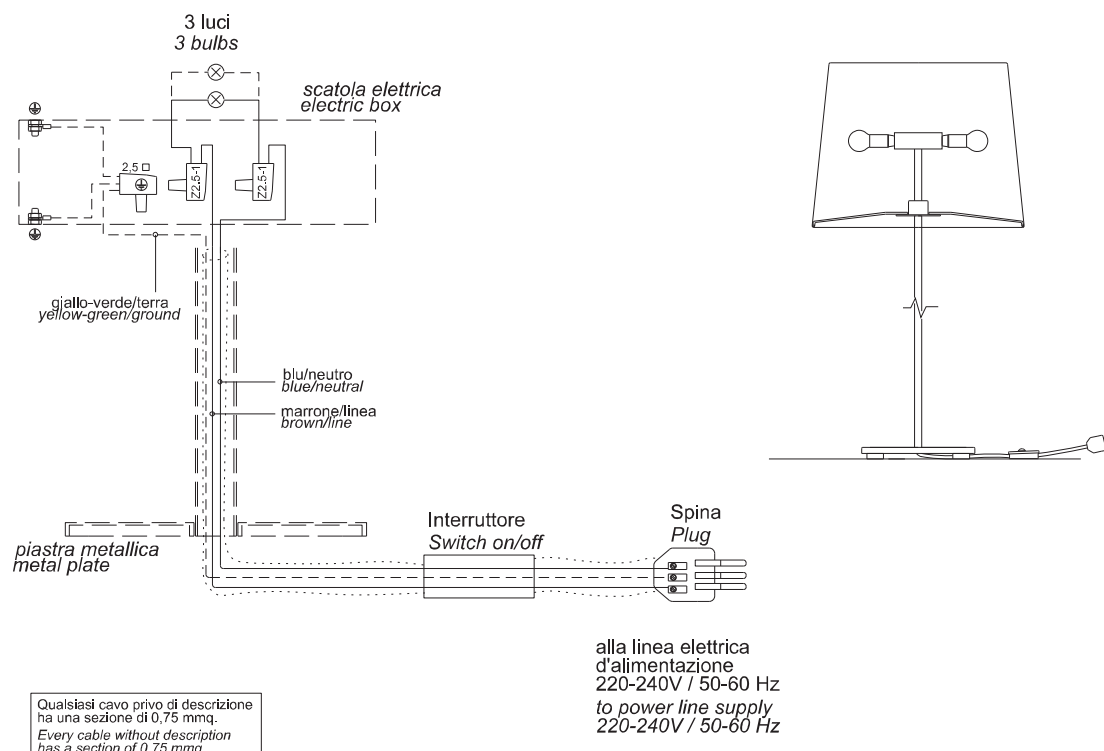 3 luci
3 bulbs
scatola elettrica
electric box
2,5
Z2.5-1
Z2.5-1
giallo-verde/terra
yellow-green/ground
blu/neutro
blue/neutral
marrone/linea
brown/line
piastra metallica
metal plate
Interruttore
Switch on/off
Spina
Plug
alla linea elettrica
d'alimentazione
220-240V / 50-60 Hz
to power line supply
220-240V / 50-60 Hz
Qualsiasi cavo privo di descrizione
ha una sezione di 0,75 mmq.
Every cable without description
has a section of 0,75 mmq